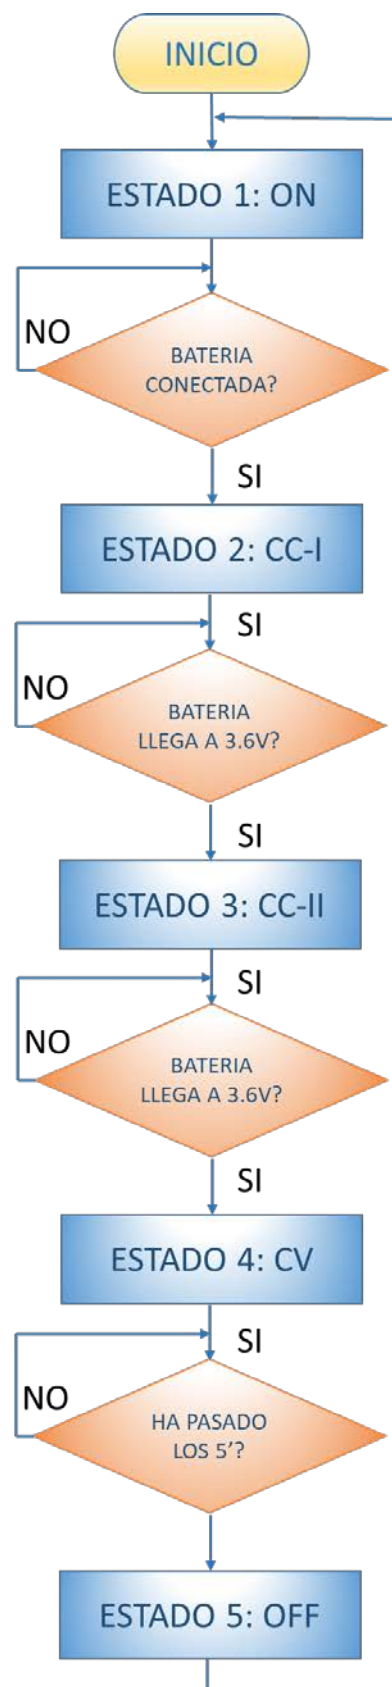 INICIO
ESTADO 1: ON
NO
BATERIA
CONECTADA?
SI
ESTADO 2: CC-I
SI
NO
BATERIA
LLEGA A 3.6V?
SI
ESTADO 3: CC-II
SI
NO
BATERIA
LLEGA A 3.6V?
SI
ESTADO 4: CV
SI
NO
HA PASADO
LOS 5'?
ESTADO 5: OFF